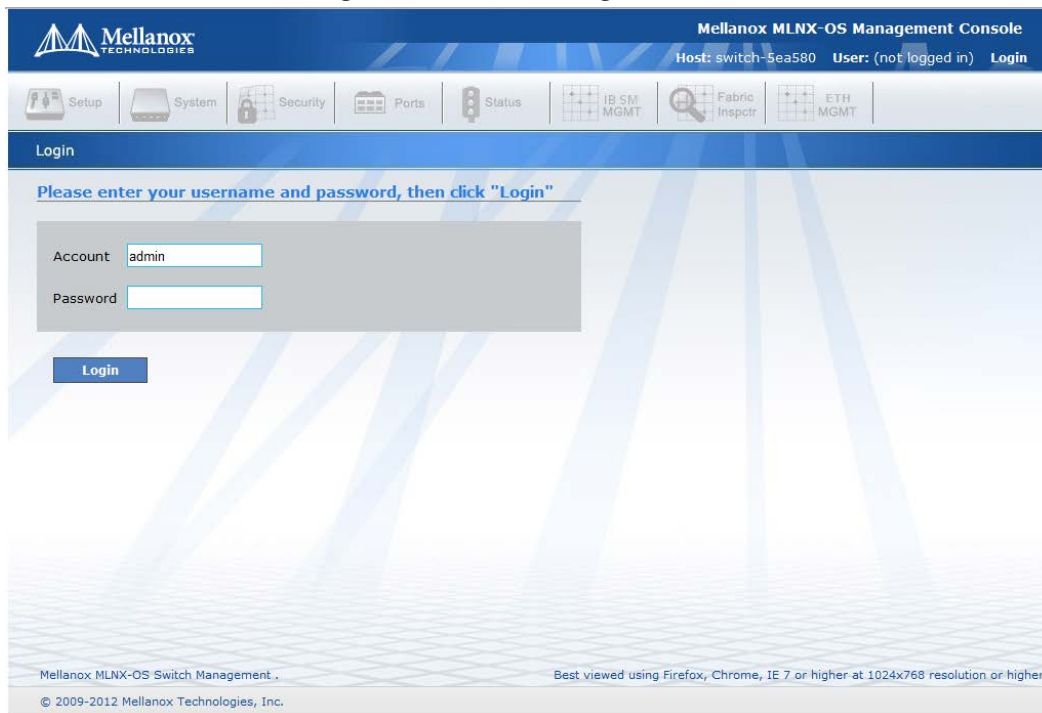 Mellanox
TECHNOLOGIES
Mellanox MLNX-OS Management Console
Host: switch-5ea580 User: (not logged in) Login
Setup
System
Security
Ports
Status
IB SM
MGMT
Fabric
Inspctr
ETH
MGMT
Login
Please enter your username and password, then click "Login"
Account admin
Password
Login
Mellanox MLNX-OS Switch Management .
Best viewed using Firefox, Chrome, IE 7 or higher at 1024x768 resolution or higher
© 2009-2012 Mellanox Technologies, Inc.